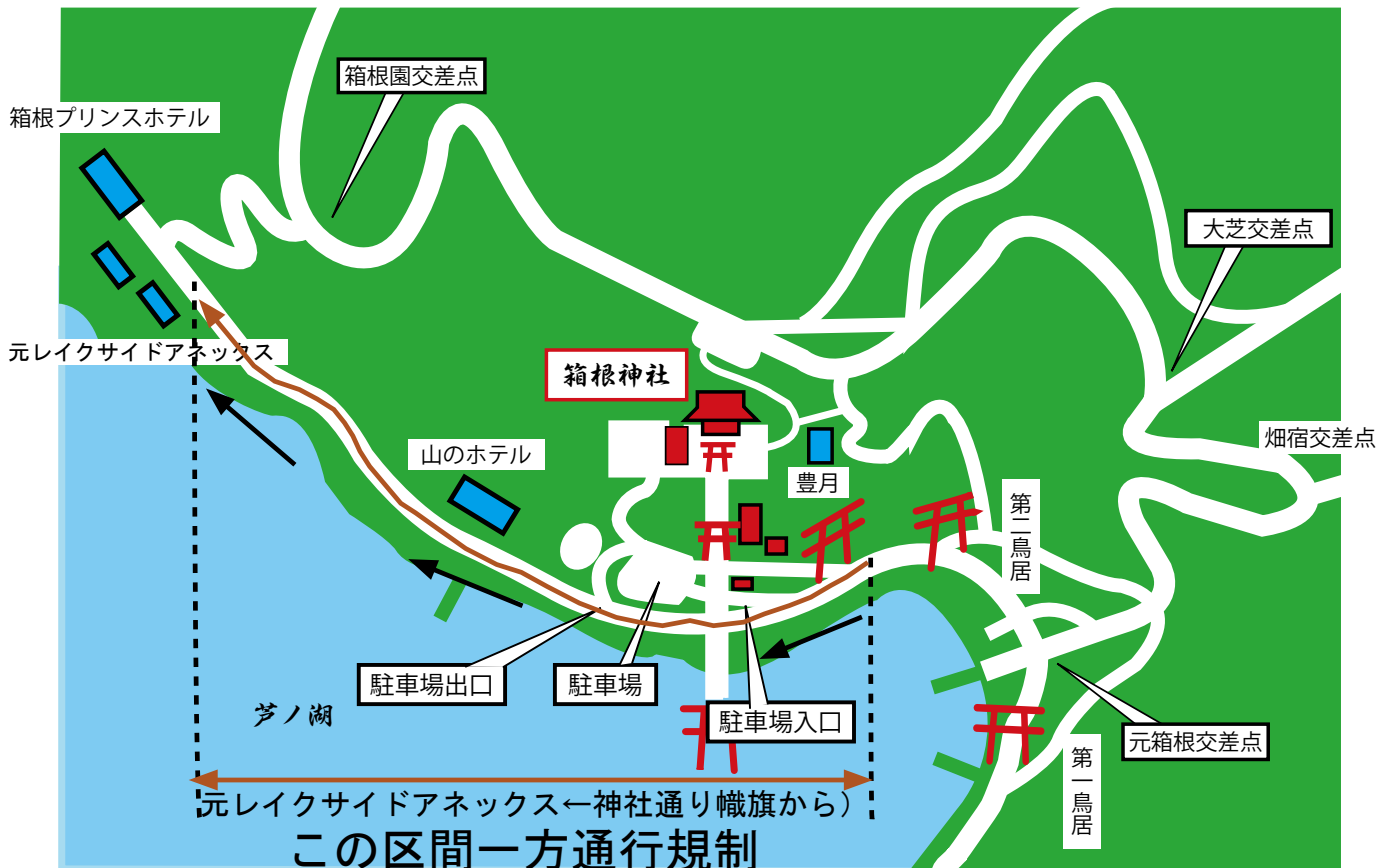 箱根園交差点
箱根プリンスホテル
大芝交差点
元レイクサイドアネックス
箱根神社
山のホテル
豊月
畑宿交差点
第二鳥居
駐車場出口
駐車場
駐車場入口
芦ノ湖
元箱根交差点
第一鳥居
元レイクサイドアネックス←神社通り幟旗から）
この区間一方通行規制